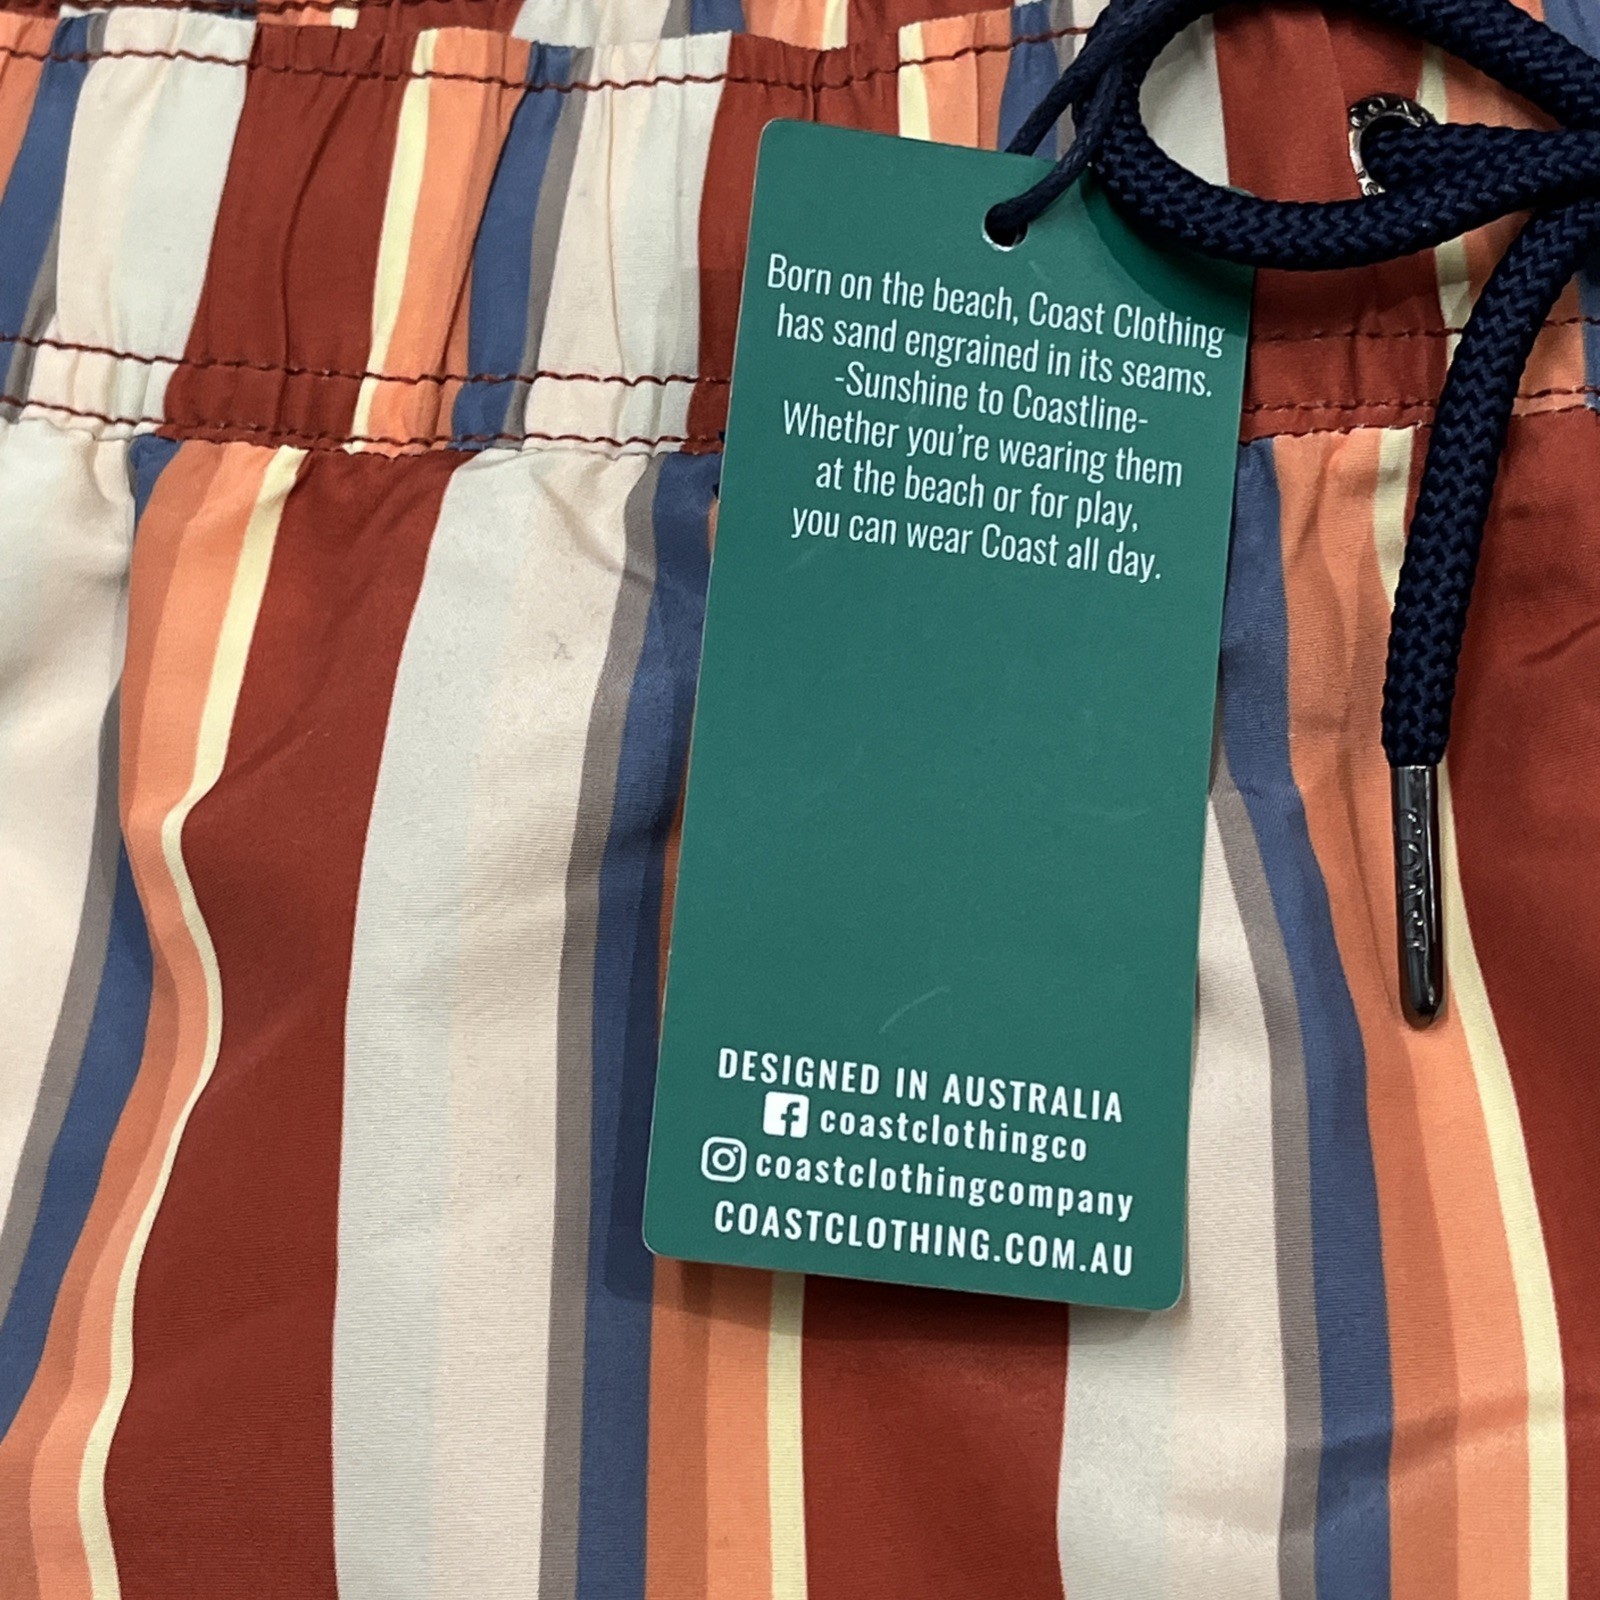 Born on the beach, Coast Clothing
has sand engrained in its seams.
-Sunshine to Coastline-
Whether you're wearing them
at the beach or for play,
you can wear Coast all day.
DESIGNED IN AUSTRALIA
coastclothingco
coastclothingcompany
COASTCLOTHING.COM.AU